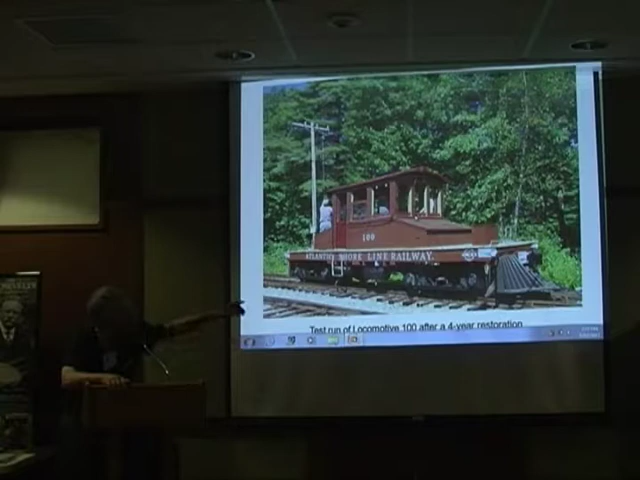 100
ATLANTIC SHORE LINE RAILWAY.
Test run of Locomotive 100 after a 4-year restoration